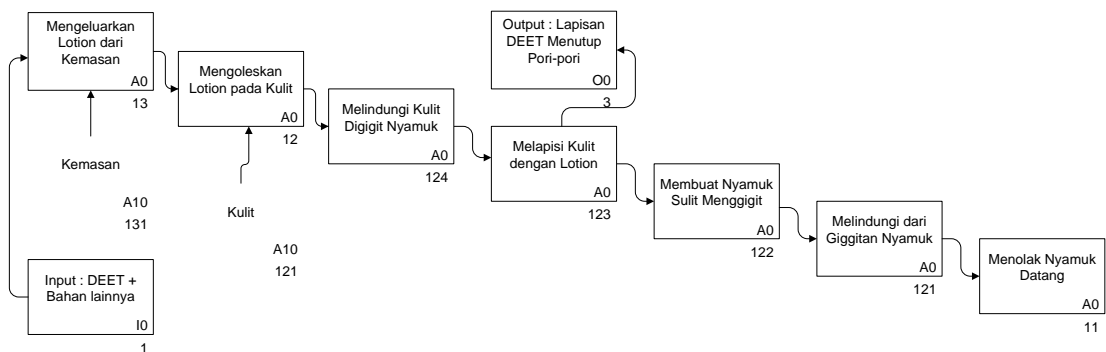 Mengeluarkan
Lotion dari
Kemasan
A0
13
Mengoleskan
Lotion pada Kulit
A0
12
Melindungi Kulit
Digigit Nyamuk
A0
124
Output : Lapisan
DEET Menutup
Pori-pori
O0
3
Melapisi Kulit
dengan Lotion
A0
123
Membuat Nyamuk
Sulit Menggigit
A0
122
Melindungi dari
Giggitan Nyamuk
A0
121
Menolak Nyamuk
Datang
A0
11
Kemasan
A10
131
Kulit
A10
121
Input : DEET +
Bahan lainnya
I0
1